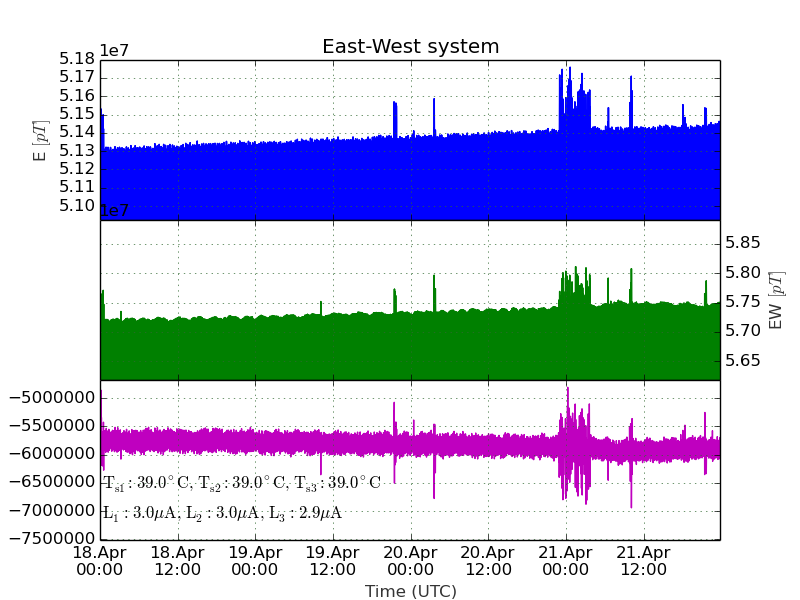 East-West system
1e7
5.18
5.17
5.16
5.15
5.14
5.13
5.12
5.11
5.10
E [pT]
1e7
5.85
5.80
5.75
5.70
5.65
EW [pT]
−5000000
−5500000
−6000000
−6500000
−7000000
−7500000
T_s1 : 39.0°C, T_s2 : 39.0°C, T_s3 : 39.0°C
L_1 : 3.0μA, L_2 : 3.0μA, L_3 : 2.9μA
18.Apr 18.Apr 19.Apr 19.Apr 20.Apr 20.Apr 21.Apr 21.Apr
00:00 12:00 00:00 12:00 00:00 12:00 00:00 12:00
Time (UTC)